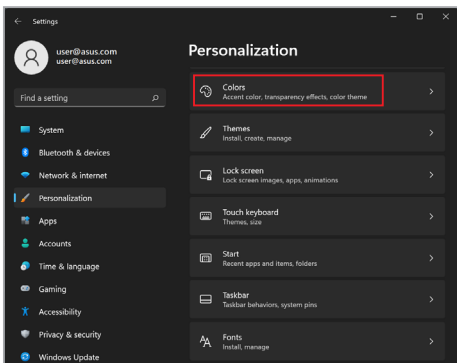 Settings
user@asus.com
user@asus.com
Find a setting
System
Bluetooth & devices
Network & internet
Personalization
Apps
Accounts
Time & language
Gaming
Accessibility
Privacy & security
Windows Update
Personalization
Colors
Accent color, transparency effects, color theme
Themes
Install, create, manage
Lock screen
Lock screen images, apps, animations
Touch keyboard
Themes, size
Start
Recent apps and items, folders
Taskbar
Taskbar behaviors, system pins
Fonts
Install, manage